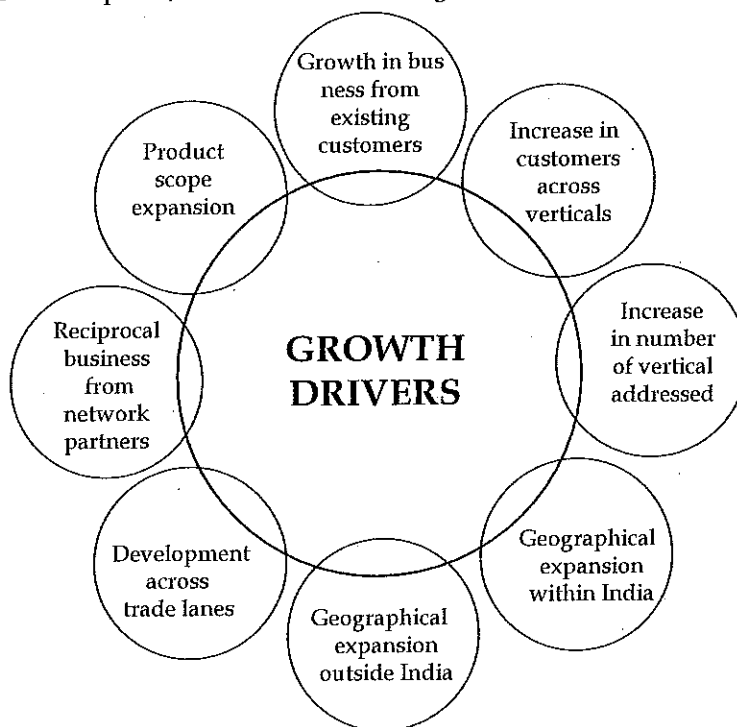 Growth in bus
ness from
existing
customers
Increase in
customers
across
verticals
Increase
in number
of vertical
addressed
Geographical
expansion
within India
Geographical
expansion
outside India
Development
across
trade lanes
Reciprocal
business
from
network
partners
Product
scope
expansion
GROWTH
DRIVERS